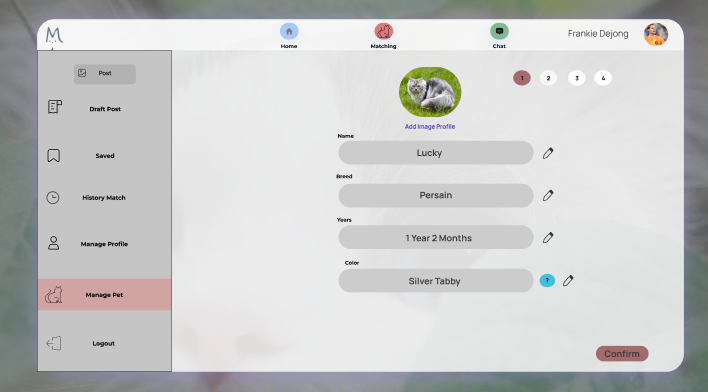 M
Home
Matching
Chat
Frankie Dejong
Post
Draft Post
Saved
History Match
Manage Profile
Manage Pet
Logout
1 2 3 4
Add Image Profile
Name
Lucky
Breed
Persain
Years
1 Year 2 Months
Color
Silver Tabby
?
Confirm